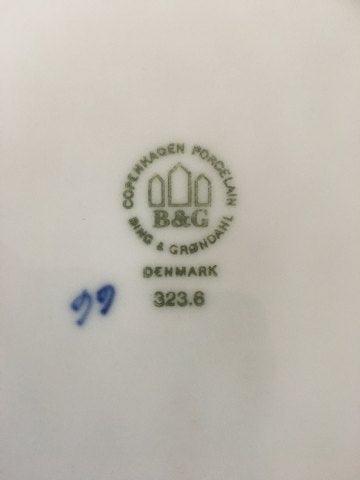 COPENHAGEN PORCELAIN
B&G
BING & GRØNDAHL
DENMARK
323.6